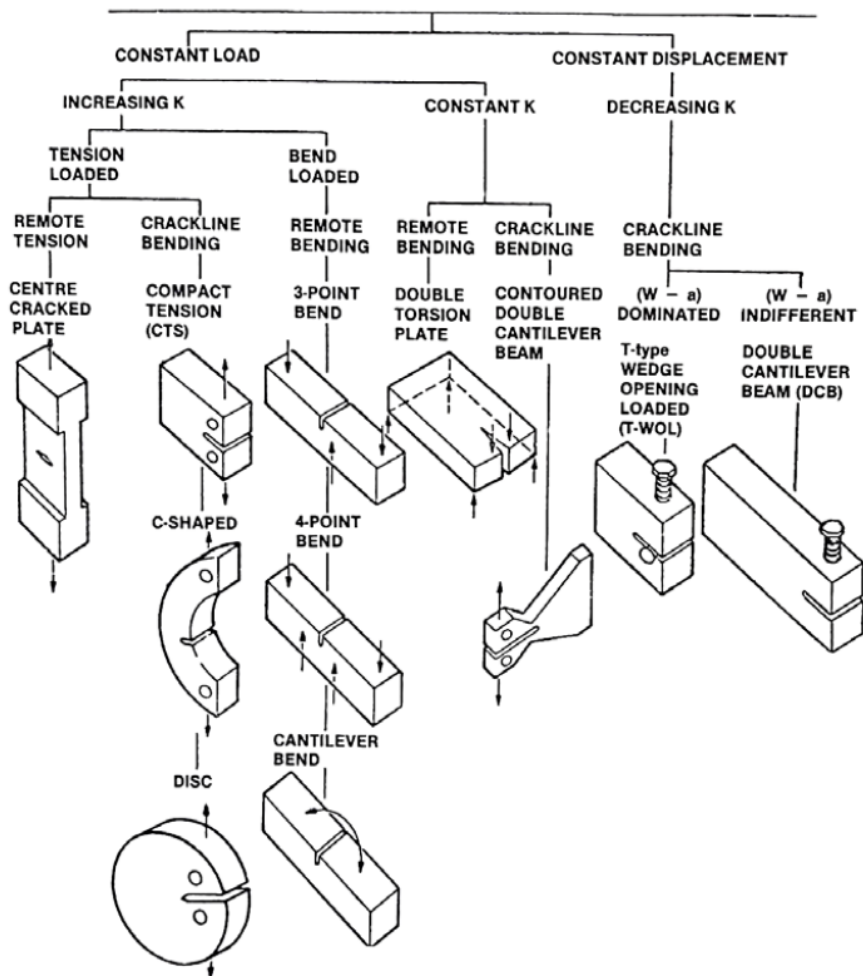 CONSTANT LOAD
CONSTANT DISPLACEMENT
INCREASING K
CONSTANT K
DECREASING K
TENSION
LOADED
BEND
LOADED
REMOTE
TENSION
CRACKLINE
BENDING
REMOTE
BENDING
REMOTE
BENDING
CRACKLINE
BENDING
CRACKLINE
BENDING
CENTRE
CRACKED
PLATE
COMPACT
TENSION
(CTS)
3-POINT
BEND
DOUBLE
TORSION
PLATE
CONTOURED
DOUBLE
CANTILEVER
BEAM
(W – a)
DOMINATED
(W – a)
INDIFFERENT
T-type
WEDGE
OPENING
LOADED
(T-WOL)
DOUBLE
CANTILEVER
BEAM (DCB)
C-SHAPED
4-POINT
BEND
DISC
CANTILEVER
BEND